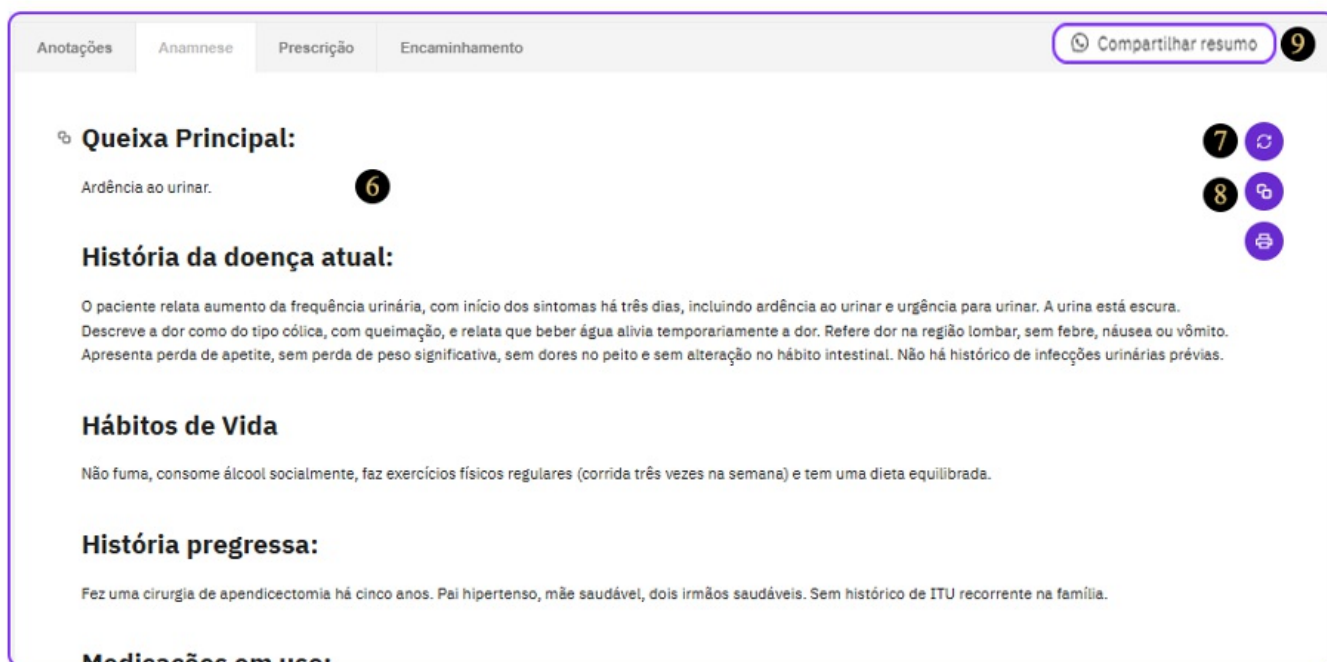 Anotações
Anamnese
Prescrição
Encaminhamento
Compartilhar resumo
9
Queixa Principal:
7
Ardência ao urinar.
6
8
História da doença atual:
O paciente relata aumento da frequência urinária, com início dos sintomas há três dias, incluindo ardência ao urinar e urgência para urinar. A urina está escura.
Descreve a dor como do tipo cólica, com queimação, e relata que beber água alivia temporariamente a dor. Refere dor na região lombar, sem febre, náusea ou vômito.
Apresenta perda de apetite, sem perda de peso significativa, sem dores no peito e sem alteração no hábito intestinal. Não há histórico de infecções urinárias prévias.
Hábitos de Vida
Não fuma, consome álcool socialmente, faz exercícios físicos regulares (corrida três vezes na semana) e tem uma dieta equilibrada.
História pregressa:
Fez uma cirurgia de apendicectomia há cinco anos. Pai hipertenso, mãe saudável, dois irmãos saudáveis. Sem histórico de ITU recorrente na família.
Medicações em uso: